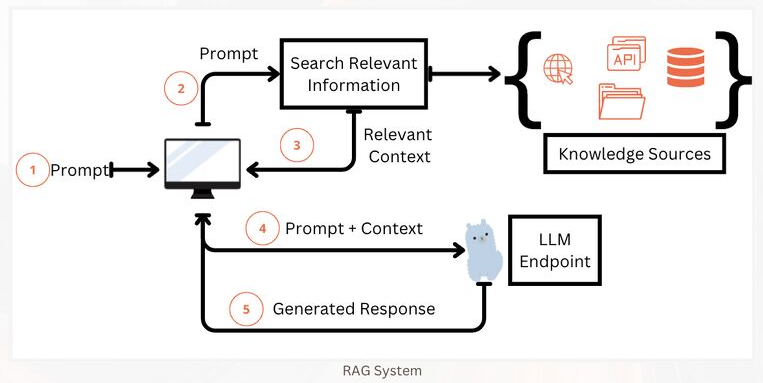 Prompt
2
Search Relevant
Information
API
1
Prompt
3
Relevant
Context
Knowledge Sources
4
Prompt + Context
LLM
Endpoint
5
Generated Response
RAG System